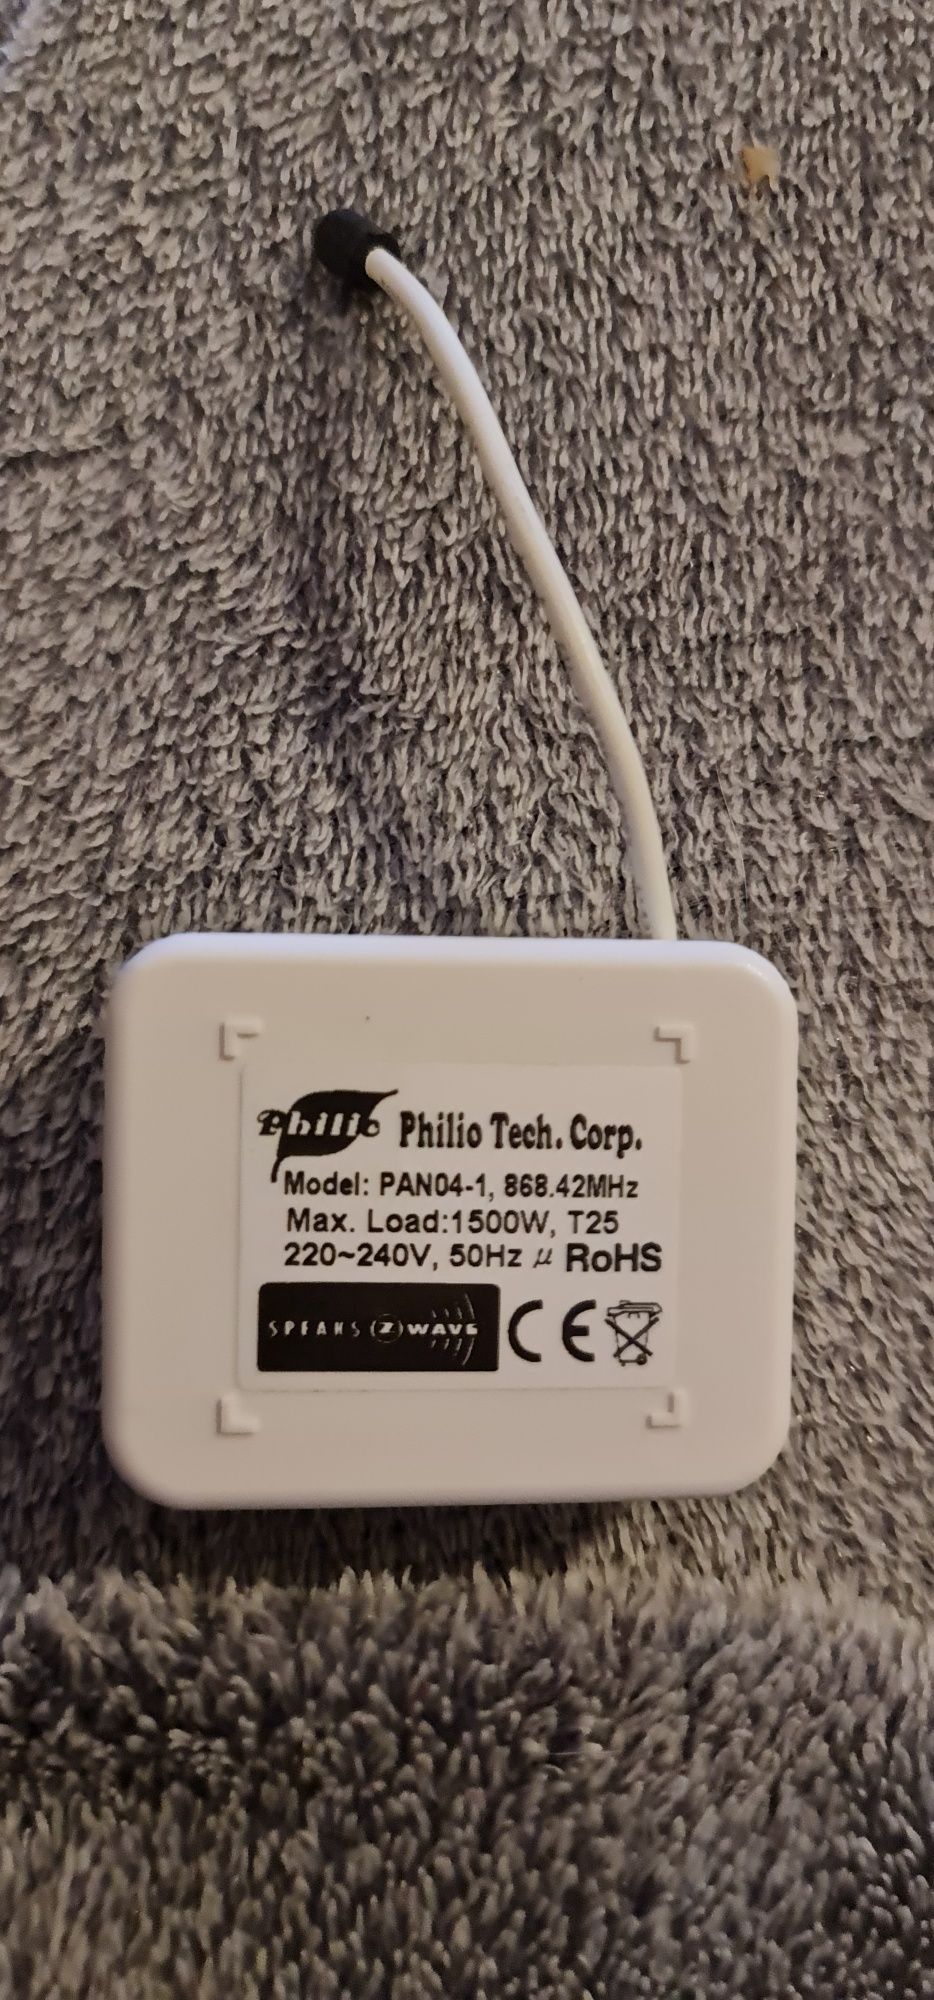 Philio Philio Tech. Corp.
Model: PAN04-1, 868.42MHz
Max. Load:1500W, T25
220~240V, 50Hz μ RoHS
SPEAKS Z WAVE CE